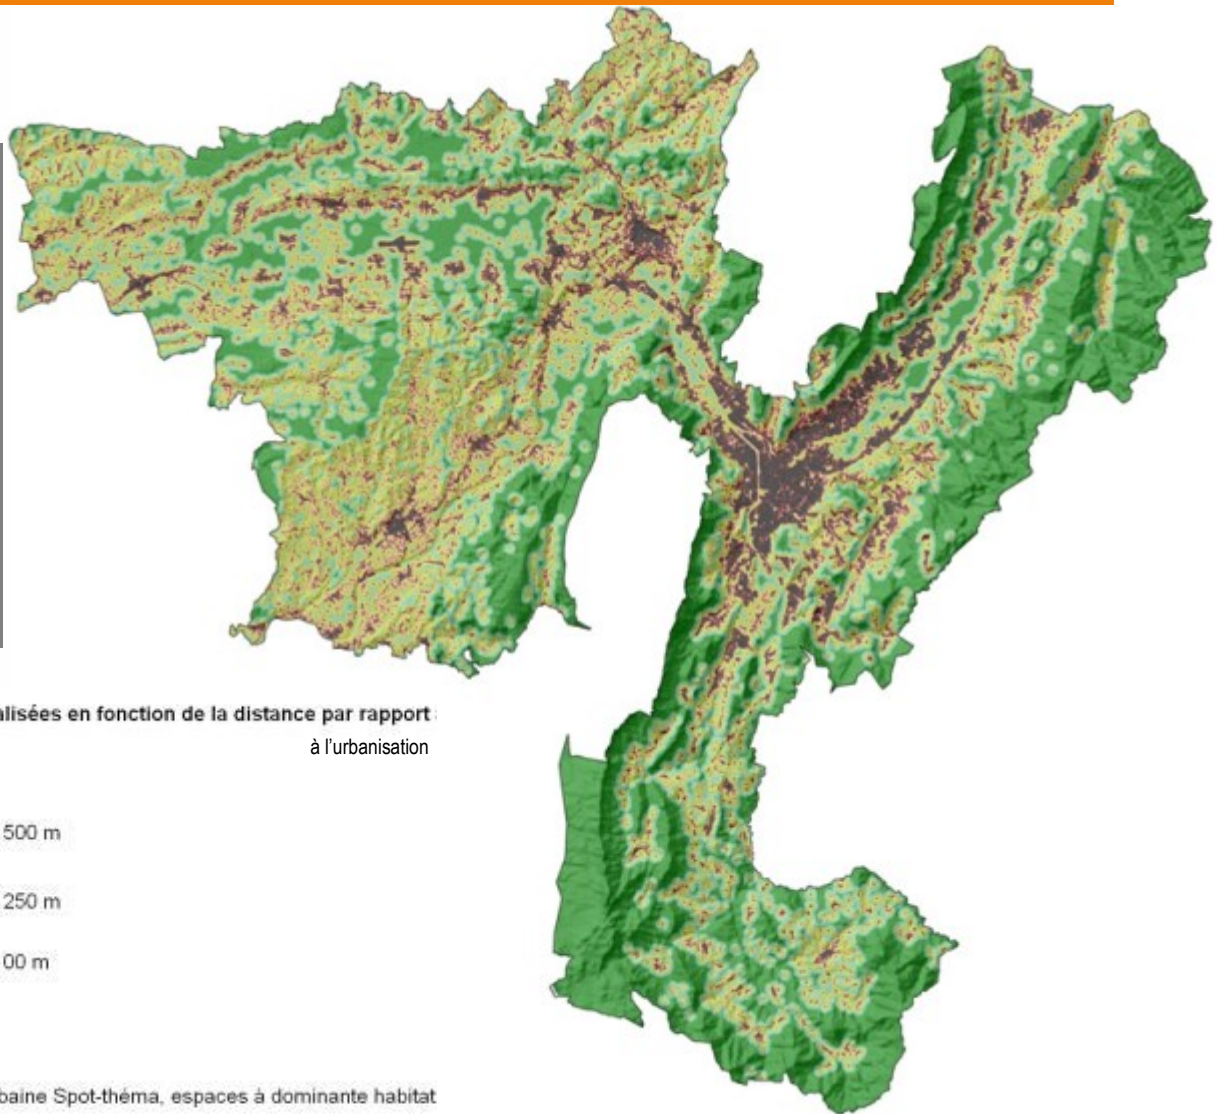 alisées en fonction de la distance par rapport
à l'urbanisation
500 m
250 m
00 m
baine Spot-théma, espaces à dominante habitat